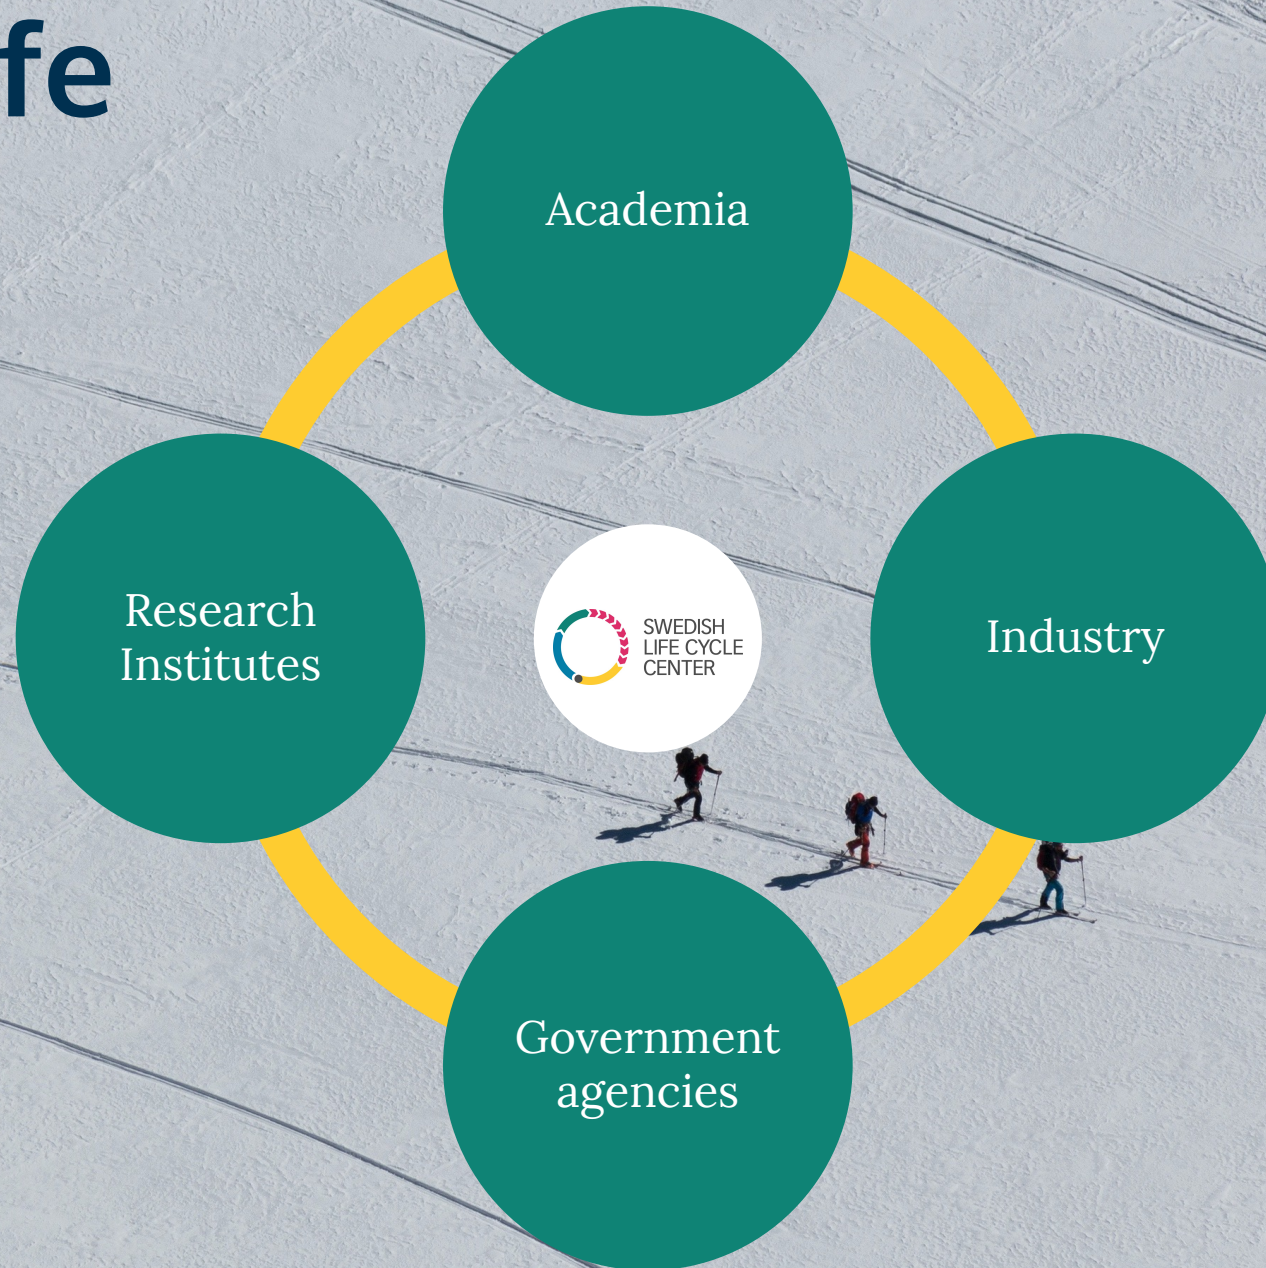 fe
Academia
Research
Institutes
SWEDISH
LIFE CYCLE
CENTER
Industry
Government
agencies